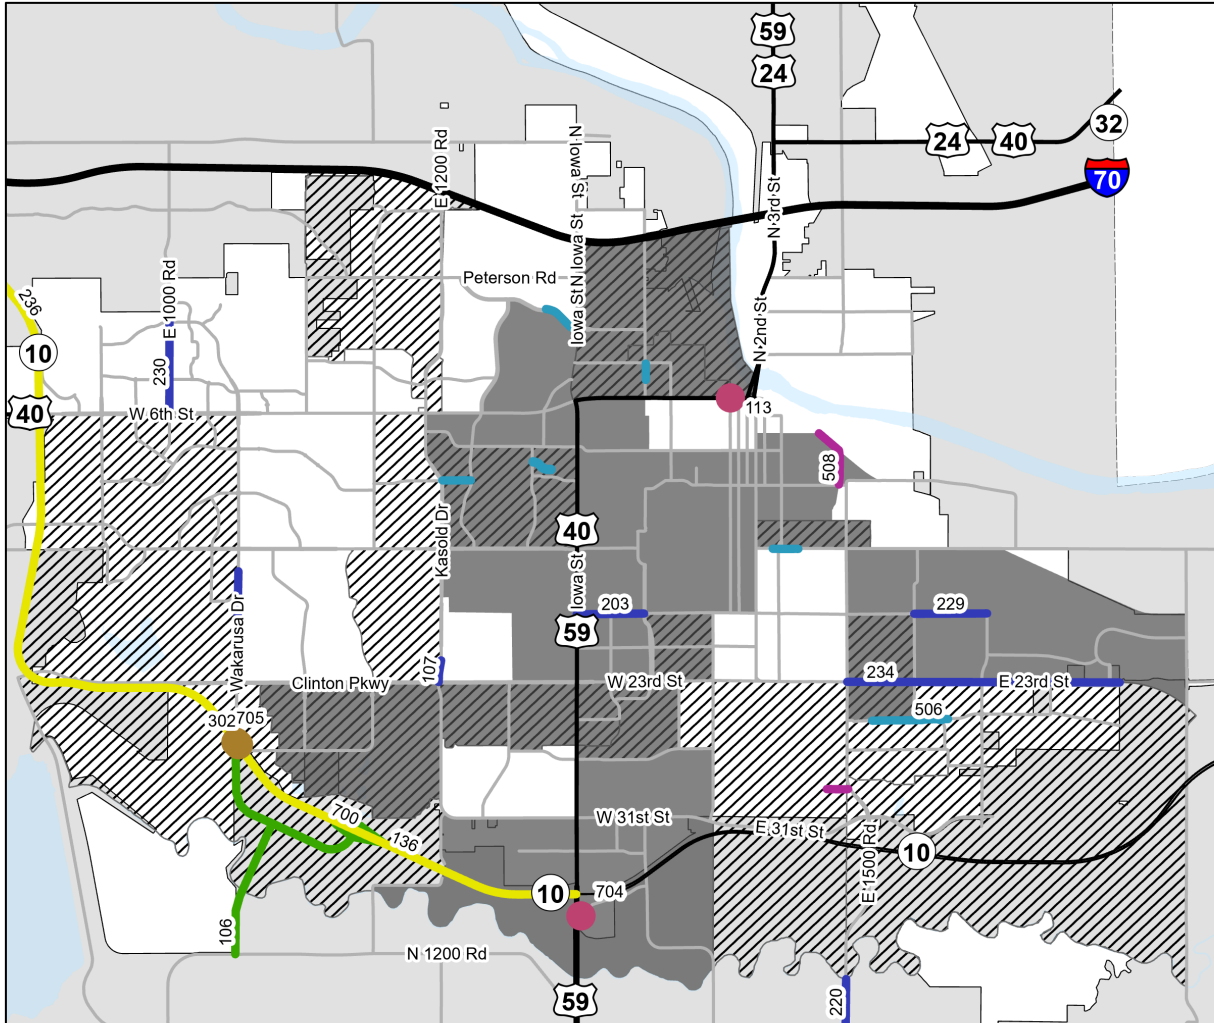 59
24
24
40
32
70
N Iowa St
E 1200 Rd
N 3rd St
N Iowa St
Peterson Rd
E 1000 Rd
236
Iowa St
N 2nd St
10
230
40
W 6th St
113
508
Kasold Dr
40
Iowa St
Wakarusa Dr
203
229
59
107
Clinton Pkwy
W 23rd St
234
E 23rd St
302
705
506
700
W 31st St
E 31st St
136
E 1500 Rd
10
10
704
106
N 1200 Rd
59
220